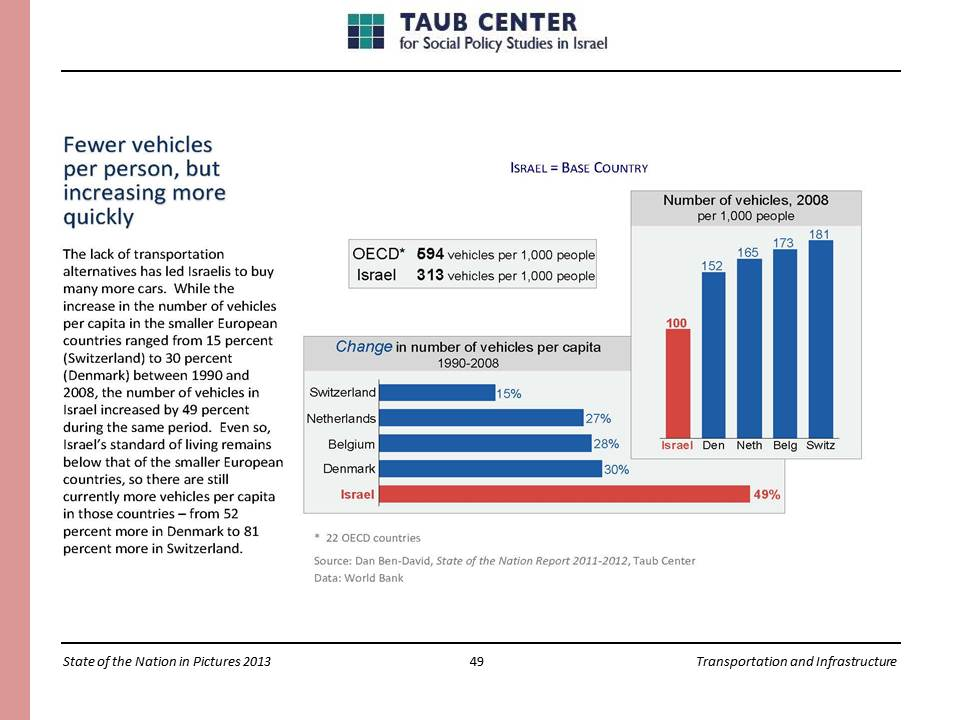 TAUB CENTER
for Social Policy Studies in Israel
Fewer vehicles
per person, but
increasing more
quickly
The lack of transportation
alternatives has led Israelis to buy
many more cars.  While the
increase in the number of vehicles
per capita in the smaller European
countries ranged from 15 percent
(Switzerland) to 30 percent
(Denmark) between 1990 and
2008, the number of vehicles in
Israel increased by 49 percent
during the same period.  Even so,
Israel's standard of living remains
below that of the smaller European
countries, so there are still
currently more vehicles per capita
in those countries – from 52
percent more in Denmark to 81
percent more in Switzerland.
ISRAEL = BASE COUNTRY
OECD* 594 vehicles per 1,000 people
Israel 313 vehicles per 1,000 people
Number of vehicles, 2008
per 1,000 people
100 152 165 173 181
Israel Den Neth Belg Switz
Change in number of vehicles per capita
1990-2008
Switzerland 15%
Netherlands 27%
Belgium 28%
Denmark 30%
Israel 49%
* 22 OECD countries
Source: Dan Ben-David, State of the Nation Report 2011-2012, Taub Center
Data: World Bank
State of the Nation in Pictures 2013 49 Transportation and Infrastructure